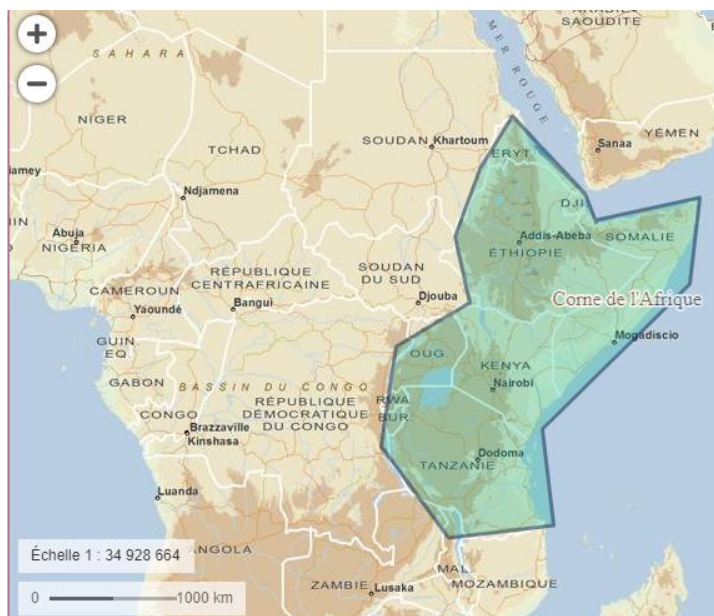 ARABIE
SAOUDITE
MER ROUGE
SAHARA
NIGER
TCHAD
SOUDAN
Khartoum
ERYT.
Sanaa
YÉMEN
iamey
Ndjamena
DJI.
Abuja
NIGÉRIA
Addis-Abeba
ÉTHIOPIE
SOMALIE
SOUDAN
DU SUD
RÉPUBLIQUE
CENTRAFRICAINE
CAMEROUN
Yaoundé
Bangui
Djouba
Corne de l'Afrique
GUIN
EQ.
Mogadiscio
OUG.
KENYA
GABON
BASSIN DU CONGO
Nairobi
CONGO
RÉPUBLIQUE
DÉMOCRATIQUE
DU CONGO
RWA
BUR.
Brazzaville
Kinshasa
Dodoma
TANZANIE
Luanda
Échelle 1 : 34 928 664
ANGOLA
MAL.
MOZAMBIQUE
0 1000 km
ZAMBIE
Lusaka